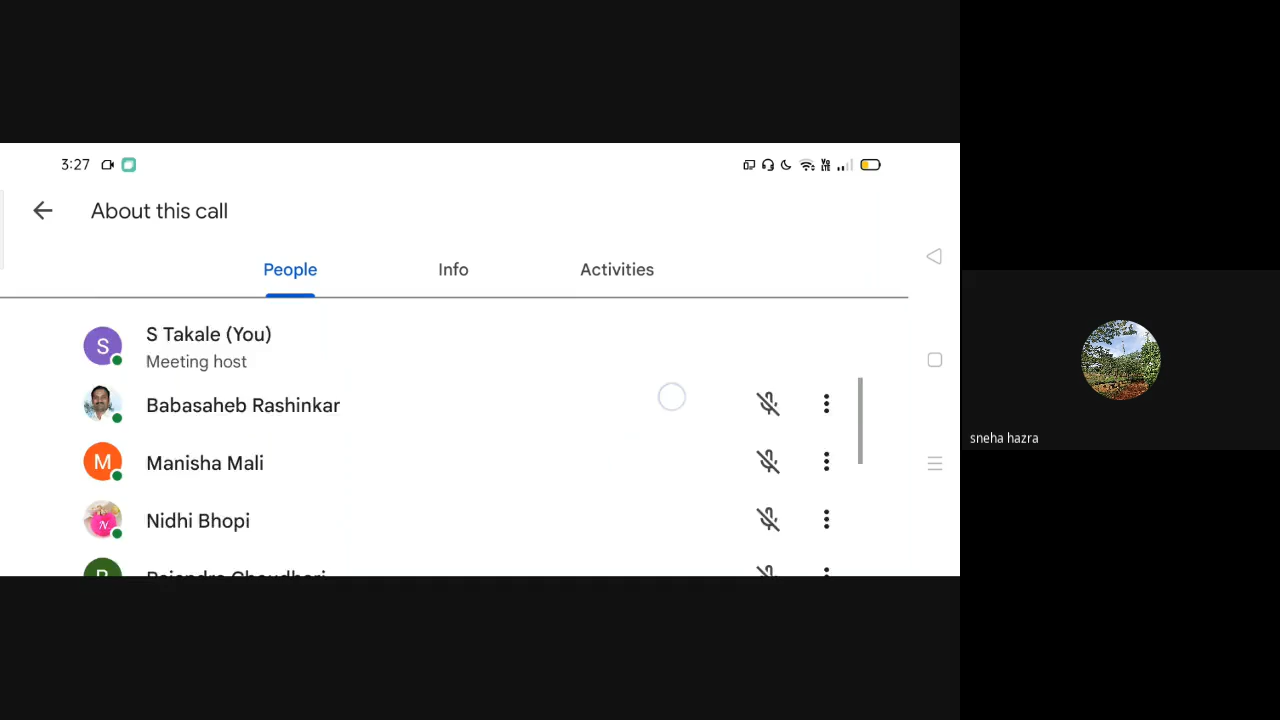 3:27
About this call
People Info Activities
S
S Takale (You)
Meeting host
Babasaheb Rashinkar
M
Manisha Mali
N
Nidhi Bhopi
sneha hazra